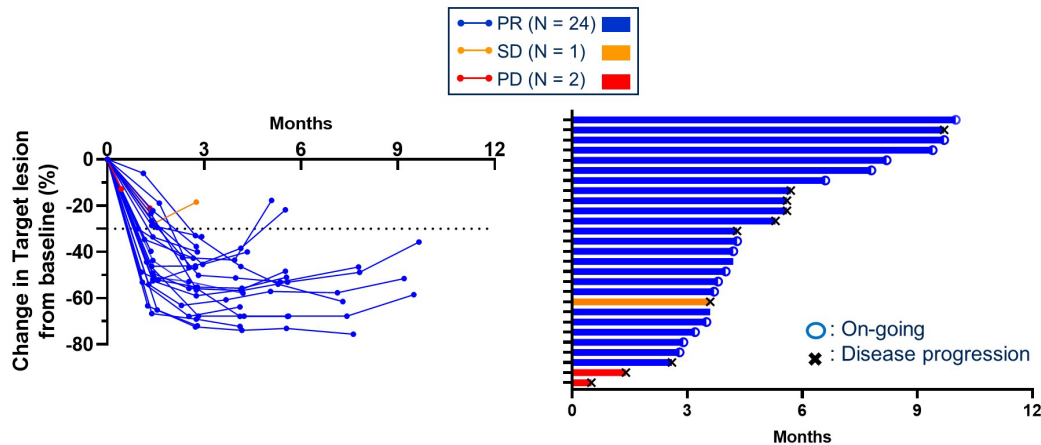 PR (N = 24)
SD (N = 1)
PD (N = 2)
Months
0 3 6 9 12
Change in Target lesion
from baseline (%)
0
-20
-40
-60
-80
O : On-going
✖ : Disease progression
0 3 6 9 12
Months